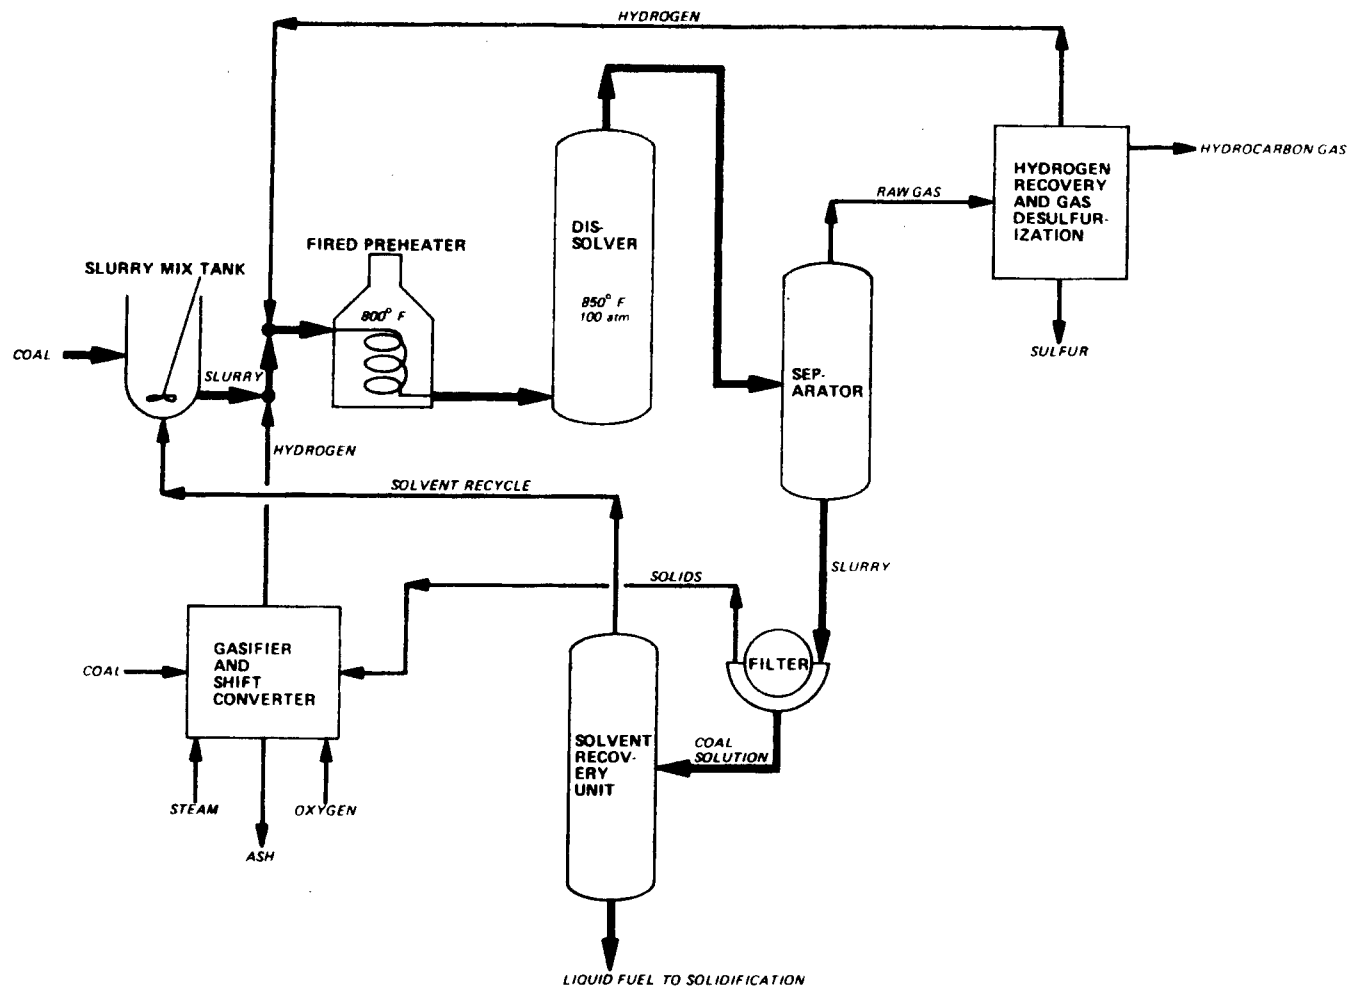 HYDROGEN
HYDROCARBON GAS
HYDROGEN
RECOVERY
AND GAS
DESULFUR-
IZATION
RAW GAS
DIS-
SOLVER
FIRED PREHEATER
SLURRY MIX TANK
850° F
100 atm
800° F
COAL
SULFUR
SLURRY
SEP-
ARATOR
HYDROGEN
SOLVENT RECYCLE
SLURRY
SOLIDS
GASIFIER
AND
SHIFT
CONVERTER
COAL
FILTER
SOLVENT
RECOV-
ERY
UNIT
COAL
SOLUTION
STEAM
OXYGEN
ASH
LIQUID FUEL TO SOLIDIFICATION